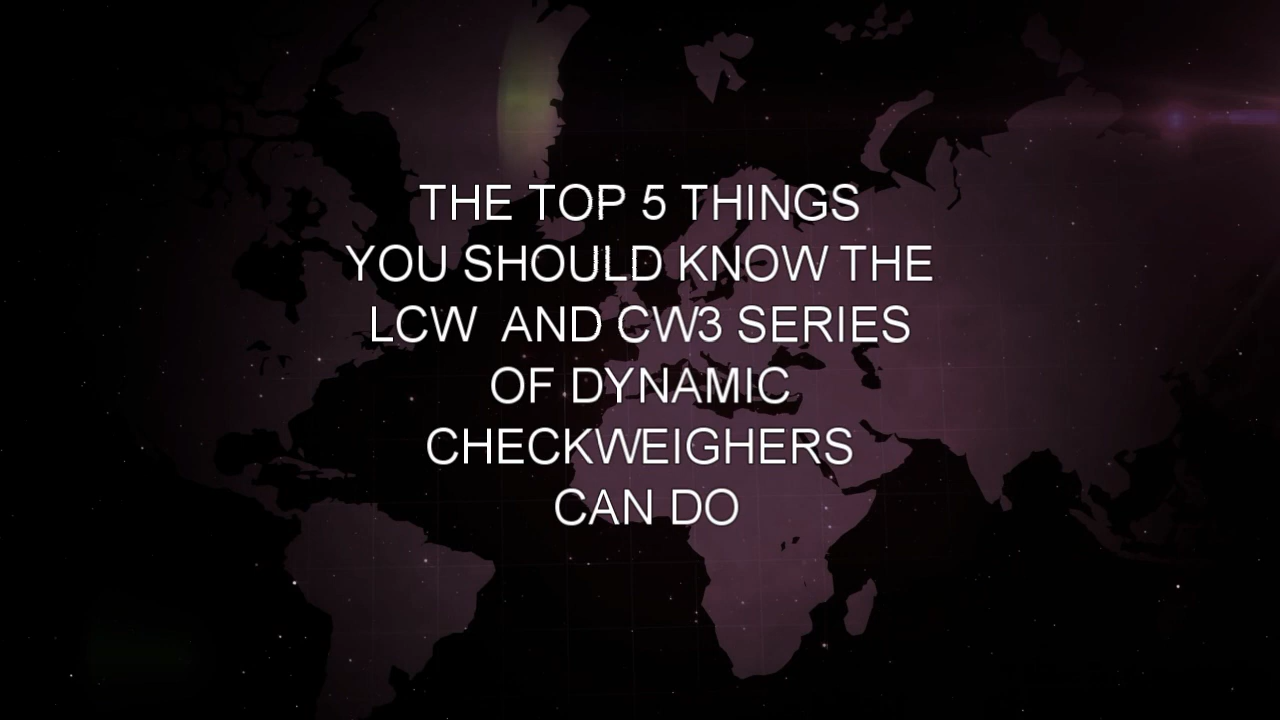 THE TOP 5 THINGS
YOU SHOULD KNOW THE
LCW AND CW3 SERIES
OF DYNAMIC
CHECKWEIGHERS
CAN DO